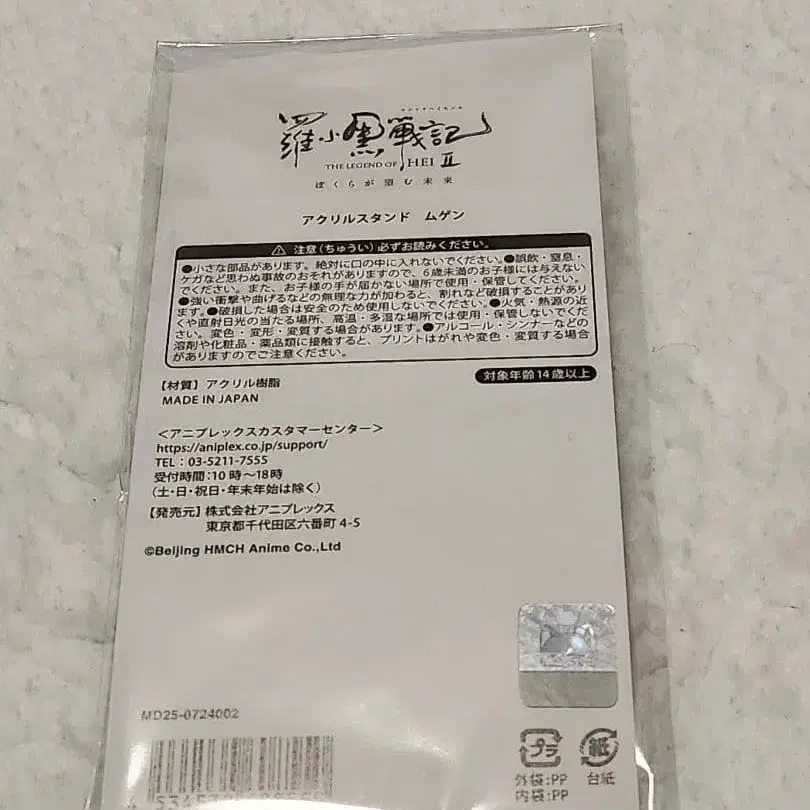 ロシャオヘイセンキ
羅小黒戰記
THE LEGEND OF HEI II
ぼくらが望む未来
アクリルスタンド ムゲン
注意(ちゅうい)必ずお読みください。
●小さな部品があります。絶対に口の中に入れないでください。●誤飲・窒息・
ケガなど思わぬ事故のおそれがありますので、6歳未満のお子様には与えない
でください。また、お子様の手が届かない場所で使用・保管してください。
●強い衝撃や曲げるなどの無理な力が加わると、割れなど破損することがあり
ます。●破損した場合は安全のため使用しないでください。●火気・熱源の近
くや直射日光の当たる場所、高温・多湿な場所では使用・保管しないでくださ
い。変色・変形・変質する場合があります。●アルコール・シンナーなどの
溶剤や化粧品・薬品類に接触すると、プリントはがれや変色・変質する場合
がありますのでご注意ください。
【材質】アクリル樹脂
対象年齢14歳以上
MADE IN JAPAN
＜アニプレックスカスタマーセンター＞
https://aniplex.co.jp/support/
TEL：03-5211-7555
受付時間：10時～18時
（土・日・祝日・年末年始は除く）
【発売元】株式会社アニプレックス
東京都千代田区六番町4-5
©Beijing HMCH Anime Co.,Ltd
MD25-0724002
プラ
紙
外袋：PP
台紙
内袋：PP